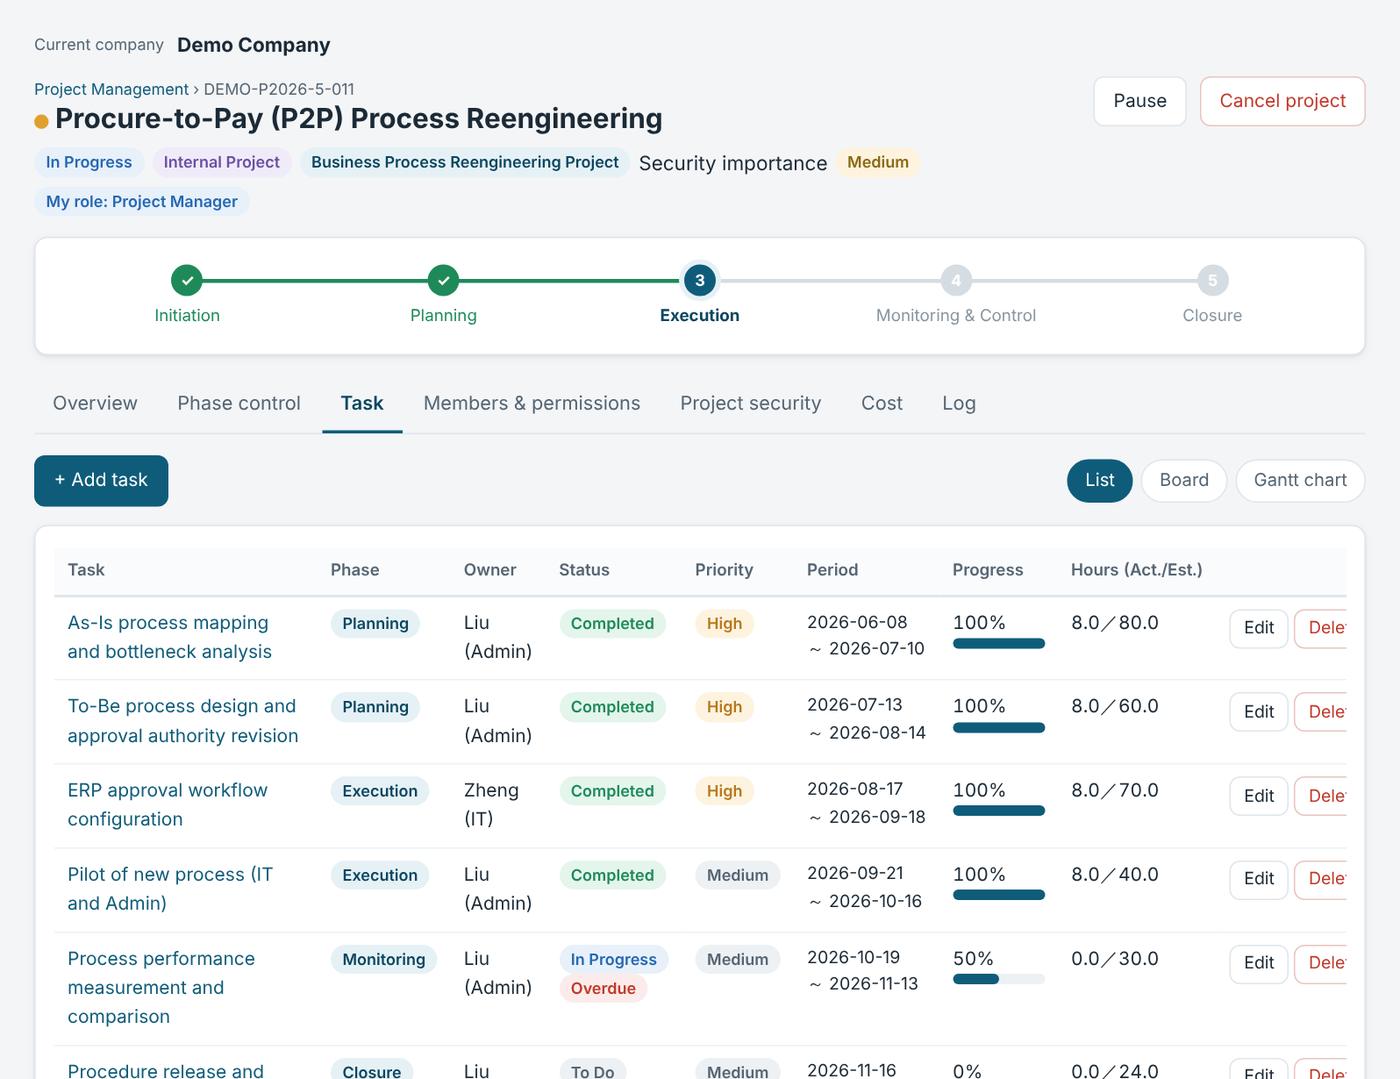 Current company Demo Company
Project Management › DEMO-P2026-5-011
Procure-to-Pay (P2P) Process Reengineering
Pause
Cancel project
In Progress
Internal Project
Business Process Reengineering Project
Security importance
Medium
My role: Project Manager
3
4
5
Initiation
Planning
Execution
Monitoring & Control
Closure
Overview
Phase control
Task
Members & permissions
Project security
Cost
Log
+ Add task
List
Board
Gantt chart
Task Phase Owner Status Priority Period Progress Hours (Act./Est.)
As-Is process mapping Planning Liu Completed High 2026-06-08 100% 8.0／80.0 Edit Delet
and bottleneck analysis (Admin) ~ 2026-07-10
To-Be process design and Planning Liu Completed High 2026-07-13 100% 8.0／60.0 Edit Delet
approval authority revision (Admin) ~ 2026-08-14
ERP approval workflow Execution Zheng Completed High 2026-08-17 100% 8.0／70.0 Edit Delet
configuration (IT) ~ 2026-09-18
Pilot of new process (IT Execution Liu Completed Medium 2026-09-21 100% 8.0／40.0 Edit Delet
and Admin) (Admin) ~ 2026-10-16
Process performance Monitoring Liu In Progress Medium 2026-10-19 50% 0.0／30.0 Edit Delet
measurement and (Admin) Overdue ~ 2026-11-13
comparison
Procedure release and Closure Liu To Do Medium 2026-11-16 0% 0.0／24.0 Edit Delet